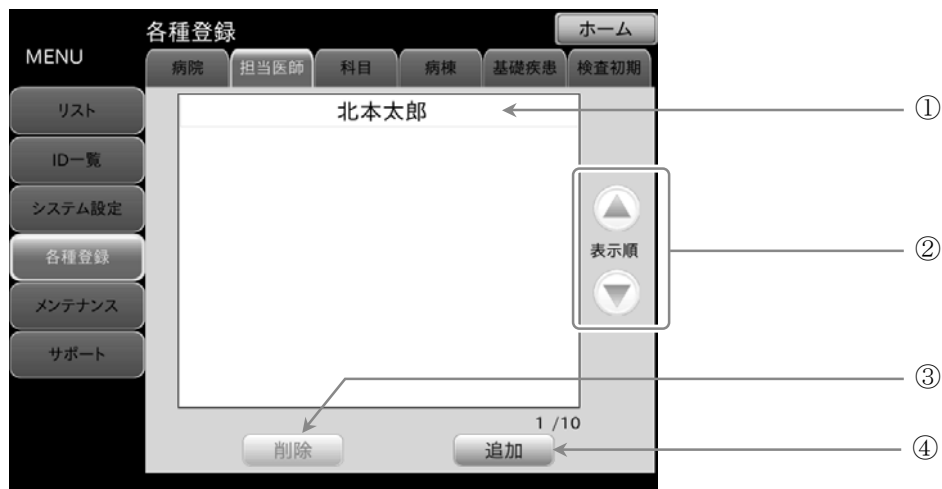 各種登録
ホーム
MENU
病院
担当医師
科目
病棟
基礎疾患
検査初期
リスト
ID一覧
システム設定
各種登録
メンテナンス
サポート
北本太郎
表示順
1 /10
削除
追加
①
②
③
④